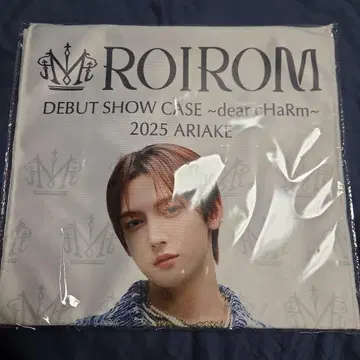 ROIROM
DEBUT SHOW CASE ~dear cHaRm~
2025 ARIAKE